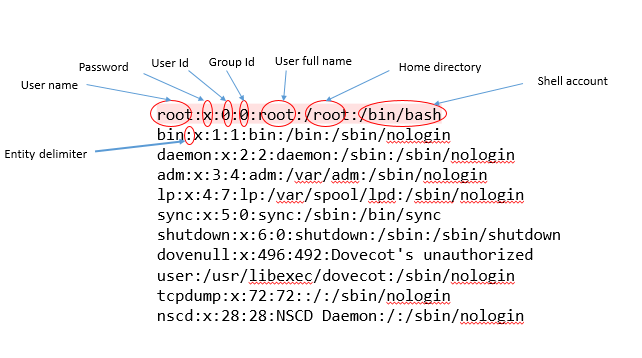 User full name
User Id
Group Id
Password
Home directory
User name
Shell account
root:x:0:0:root:/root:/bin/bash
bin:x:1:1:bin:/bin:/sbin/nologin
Entity delimiter
daemon:x:2:2:daemon:/sbin:/sbin/nologin
adm:x:3:4:adm:/var/adm:/sbin/nologin
lp:x:4:7:lp:/var/spool/lpd:/sbin/nologin
sync:x:5:0:sync:/sbin:/bin/sync
shutdown:x:6:0:shutdown:/sbin:/sbin/shutdown
dovenull:x:496:492:Dovecot's unauthorized
user:/usr/libexec/dovecot:/sbin/nologin
tcpdump:x:72:72::/:/sbin/nologin
nscd:x:28:28:NSCD Daemon:/:/sbin/nologin